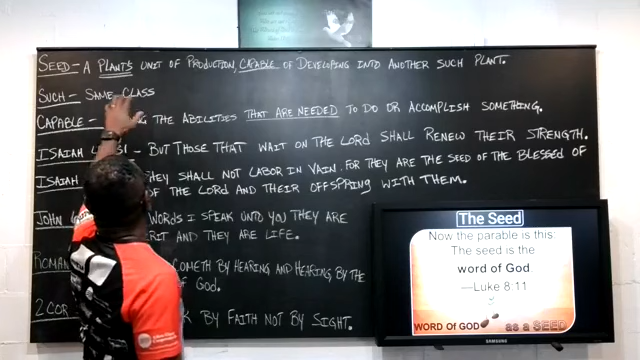 SEED – A PLANT'S UNIT OF PRODUCTION, CAPABLE OF DEVELOPING INTO ANOTHER SUCH PLANT.
SUCH – SAME CLASS
CAPABLE – THE ABILITIES THAT ARE NEEDED TO DO OR ACCOMPLISH SOMETHING.
ISAIAH – BUT THOSE THAT WAIT ON THE LORD SHALL RENEW THEIR STRENGTH.
ISAIAH THEY SHALL NOT LABOR IN VAIN. FOR THEY ARE THE SEED OF THE BLESSED OF
OF THE LORD AND THEIR OFFSPRING WITH THEM.
JOHN WORDS I SPEAK UNTO YOU THEY ARE
AND THEY ARE LIFE.
COMETH BY HEARING AND HEARING BY THE
OF GOD.
2 COR BY FAITH NOT BY SIGHT.
The Seed
Now the parable is this:
The seed is the
word of God.
—Luke 8:11
WORD OF GOD as a SEED
SAMSUNG